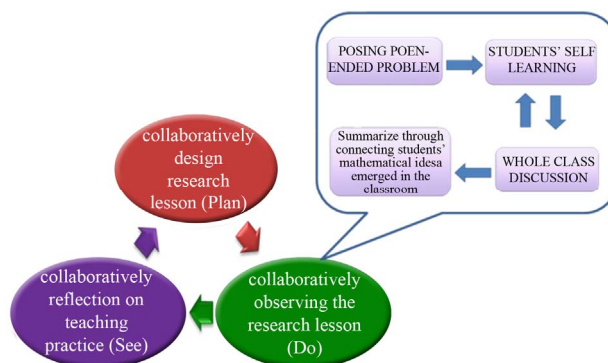 POSING POEN-
ENDED PROBLEM
STUDENTS' SELF
LEARNING
Summarize through
connecting students'
mathematical idesa
emerged in the
classroom
WHOLE CLASS
DISCUSSION
collaboratively
design
research
lesson (Plan)
collaboratively
reflection on
teaching
practice (See)
collaboratively
observing the
research lesson
(Do)